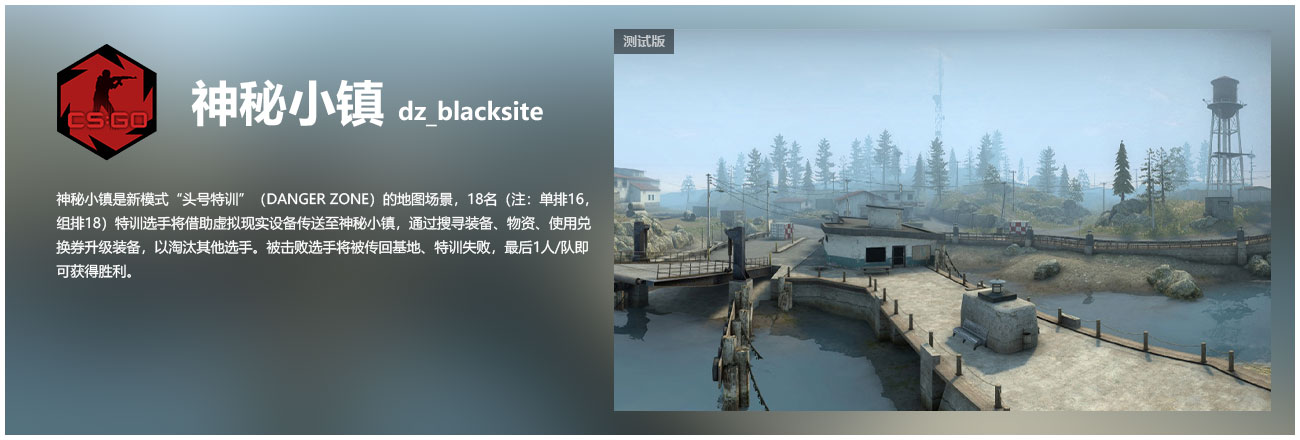 测试版
CS:GO
神秘小镇 dz_blacksite
神秘小镇是新模式“头号特训”（DANGER ZONE）的地图场景，18名（注：单排16，
组排18）特训选手将借助虚拟现实设备传送至神秘小镇，通过搜寻装备、物资、使用兑
换券升级装备，以淘汰其他选手。被击败选手将被传回基地、特训失败，最后1人/队即
可获得胜利。